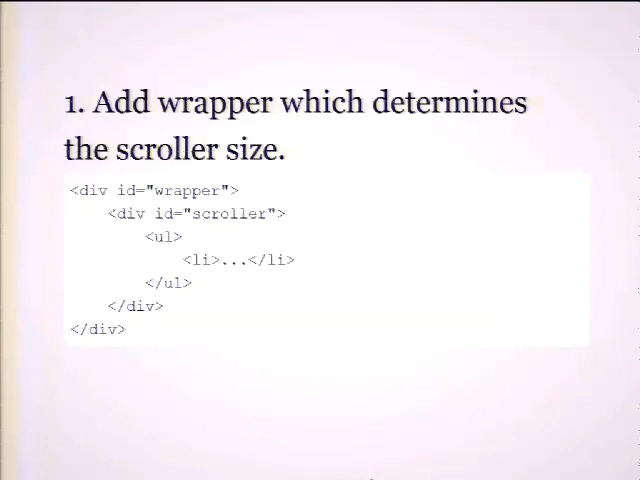 1. Add wrapper which determines
the scroller size.
<div id="wrapper">
    <div id="scroller">
        <ul>
            <li>...</li>
        </ul>
    </div>
</div>